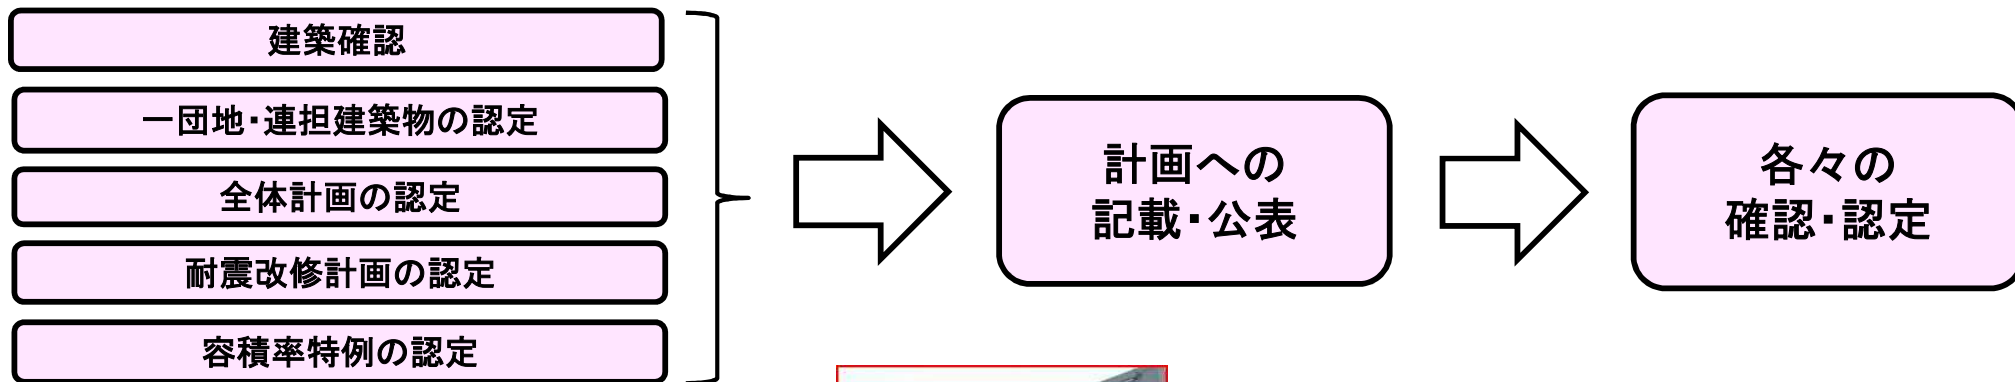 建築確認
一団地・連担建築物の認定
全体計画の認定
耐震改修計画の認定
容積率特例の認定
計画への
記載・公表
各々の
確認・認定